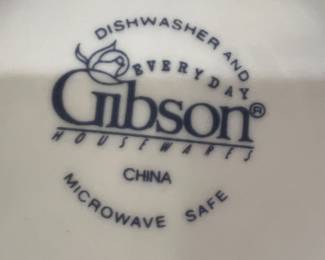 DISHWASHER AND
EVERYDAY
Gibson®
HOUSEWARES
CHINA
MICROWAVE SAFE